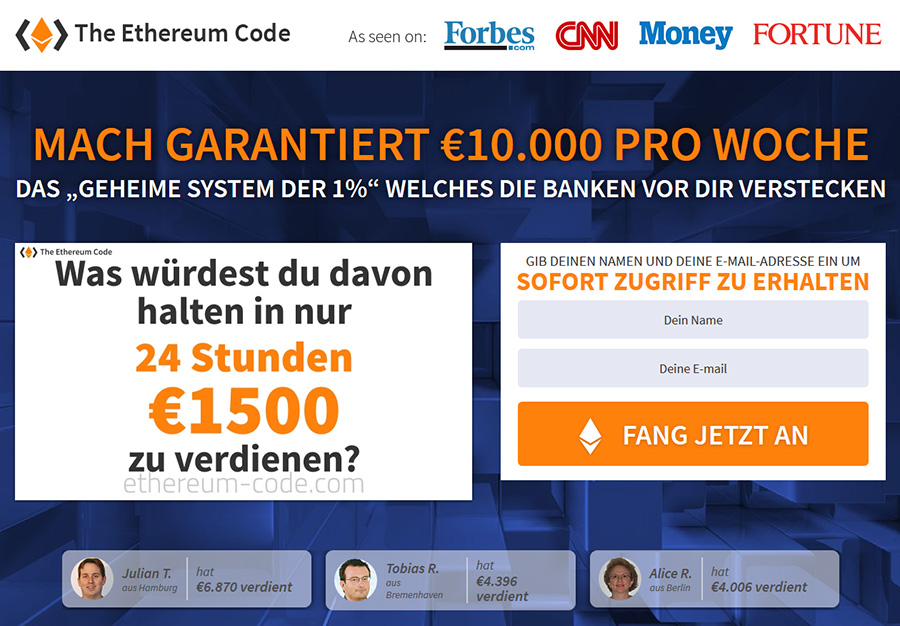 The Ethereum Code
As seen on:
Forbes
.com
CNN
Money
FORTUNE
MACH GARANTIERT €10.000 PRO WOCHE
DAS „GEHEIME SYSTEM DER 1%“ WELCHES DIE BANKEN VOR DIR VERSTECKEN
The Ethereum Code
Was würdest du davon
halten in nur
24 Stunden
€1500
zu verdienen?
ethereum-code.com
GIB DEINEN NAMEN UND DEINE E-MAIL-ADRESSE EIN UM
SOFORT ZUGRIFF ZU ERHALTEN
Dein Name
Deine E-mail
FANG JETZT AN
Julian T.
aus Hamburg
hat
€6.870 verdient
Tobias R.
aus
Bremenhaven
hat
€4.396
verdient
Alice R.
aus Berlin
hat
€4.006 verdient